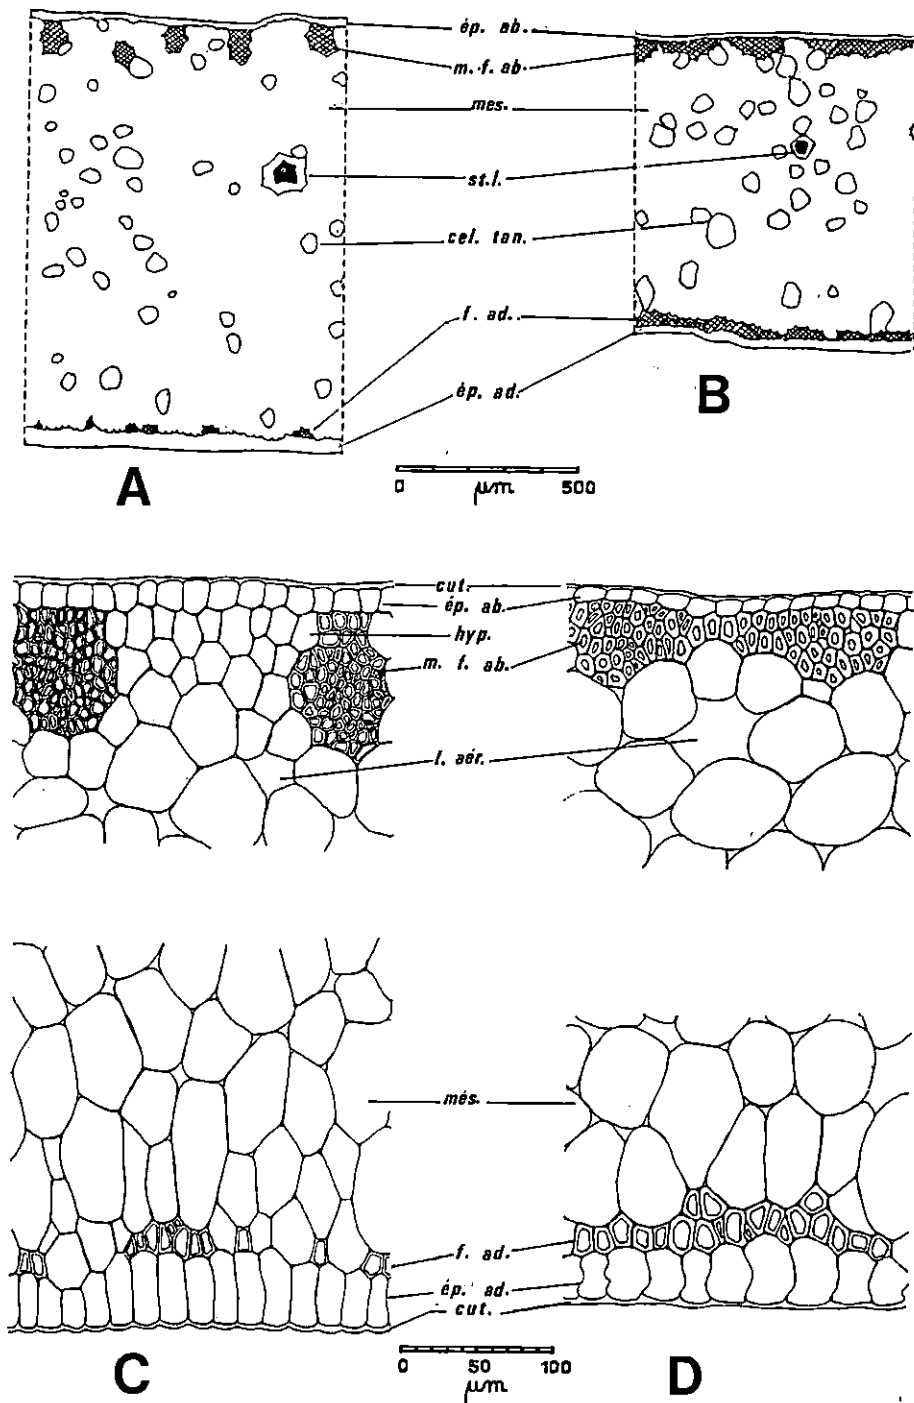 ép. ab.
m. f. ab.
mes.
st.l.
cel. tan.
f. ad.
ép. ad.
A
B
0 500
µm
cut.
ép. ab.
hyp.
m. f. ab.
l. aér.
més.
f. ad.
ép. ad.
cut.
C
D
0 50 100
µm